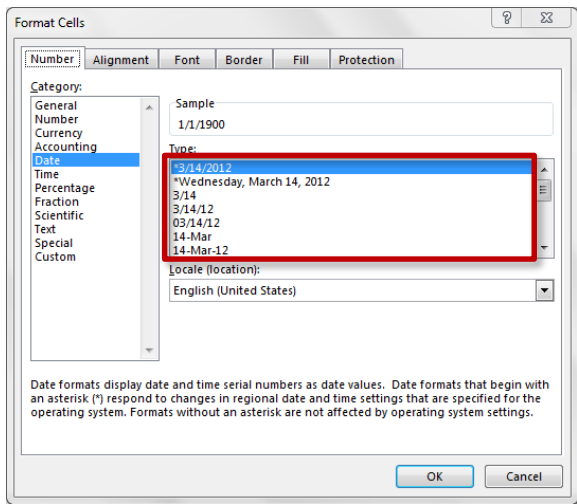 Format Cells
Number Alignment Font Border Fill Protection
Category:
General
Number
Currency
Accounting
Date
Time
Percentage
Fraction
Scientific
Text
Special
Custom
Sample
1/1/1900
Type:
*3/14/2012
*Wednesday, March 14, 2012
3/14
3/14/12
03/14/12
14-Mar
14-Mar-12
Locale (location):
English (United States)
Date formats display date and time serial numbers as date values.  Date formats that begin with
an asterisk (*) respond to changes in regional date and time settings that are specified for the
operating system. Formats without an asterisk are not affected by operating system settings.
OK Cancel